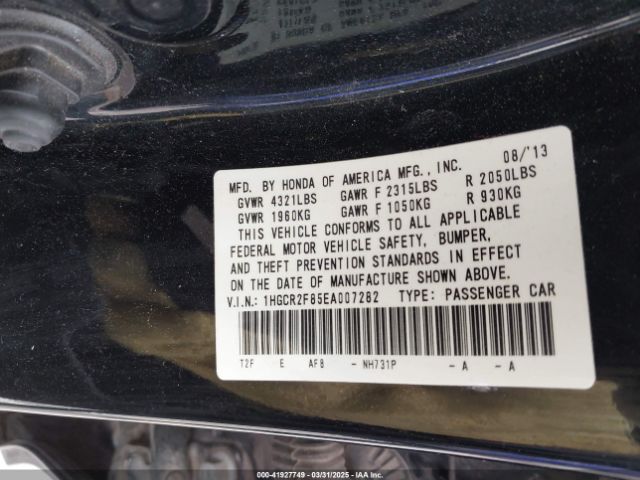 MFD. BY HONDA OF AMERICA MFG., INC. 08/'13
GVWR 4321LBS GAWR F 2315LBS R 2050LBS
GVWR 1960KG GAWR F 1050KG R 930KG
THIS VEHICLE CONFORMS TO ALL APPLICABLE
FEDERAL MOTOR VEHICLE SAFETY, BUMPER,
AND THEFT PREVENTION STANDARDS IN EFFECT
ON THE DATE OF MANUFACTURE SHOWN ABOVE.
V.I.N.: 1HGCR2F85EA007282 TYPE: PASSENGER CAR
T2F E AF8 - NH731P - A - A
000-41927749 - 03/31/2025 - IAA Inc.